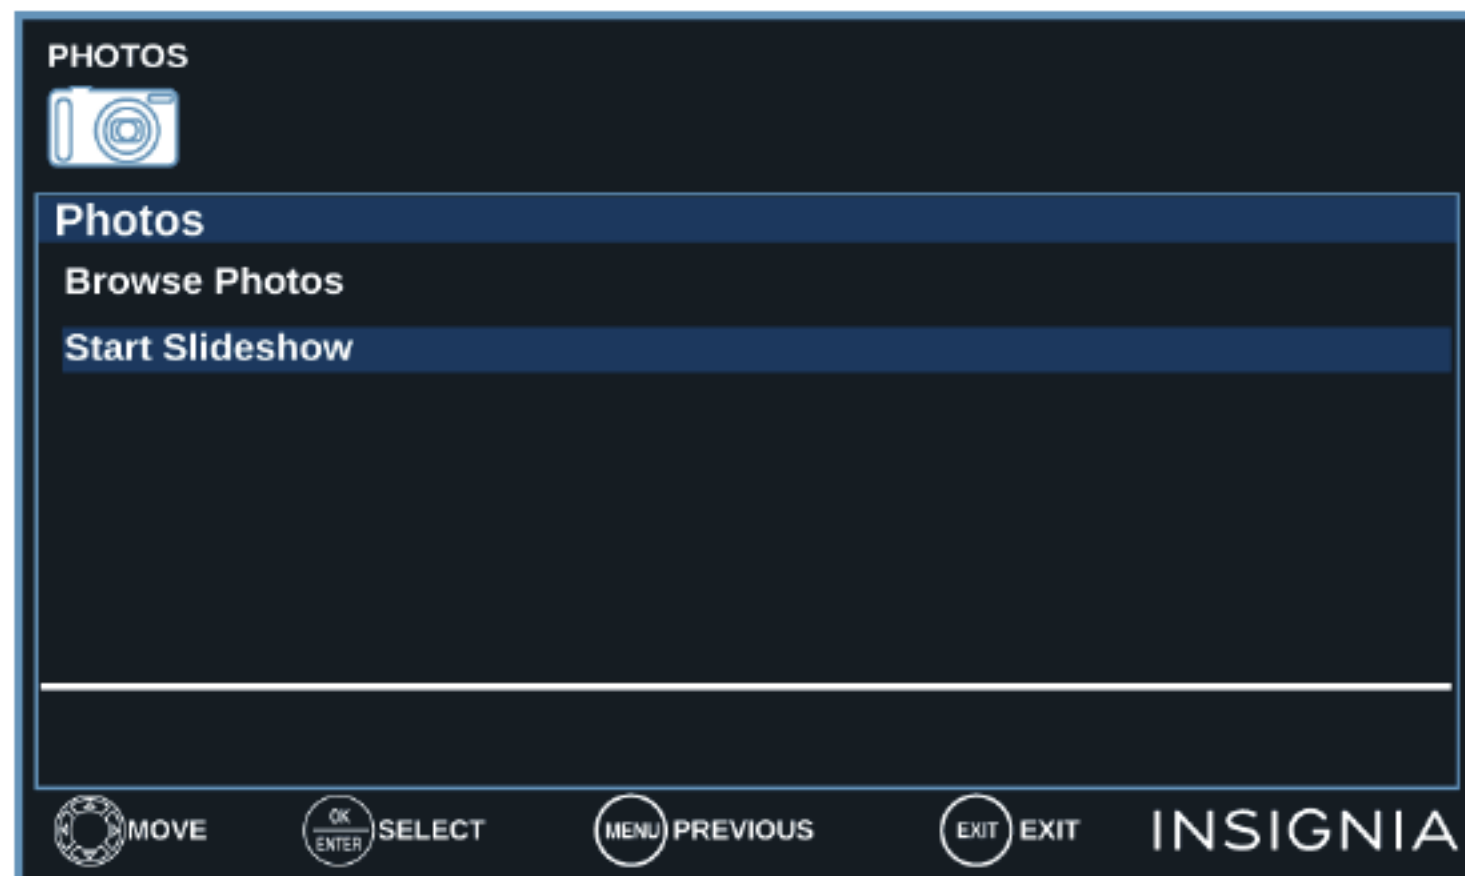 PHOTOS
Photos
Browse Photos
Start Slideshow
MOVE OK ENTER SELECT MENU PREVIOUS EXIT EXIT INSIGNIA